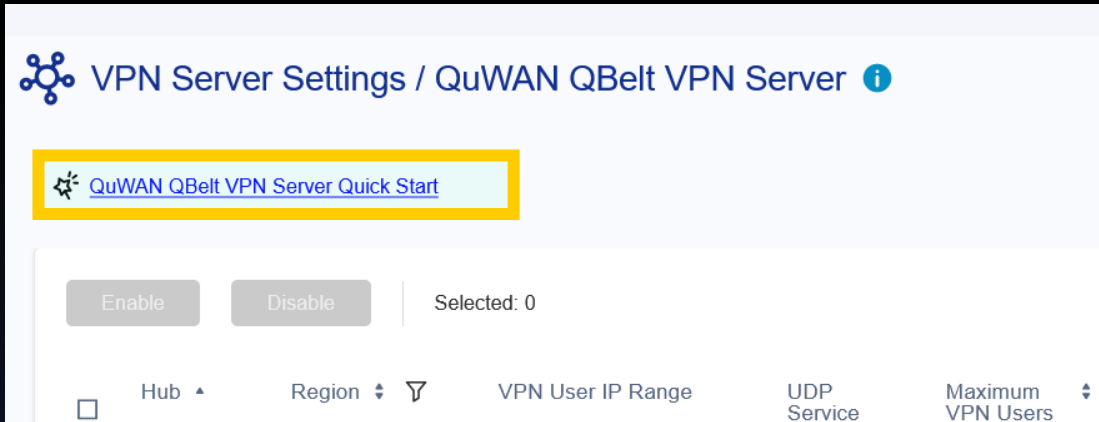 VPN Server Settings / QuWAN QBelt VPN Server
QuWAN QBelt VPN Server Quick Start
Enable Disable Selected: 0
Hub Region VPN User IP Range UDP Service Maximum VPN Users